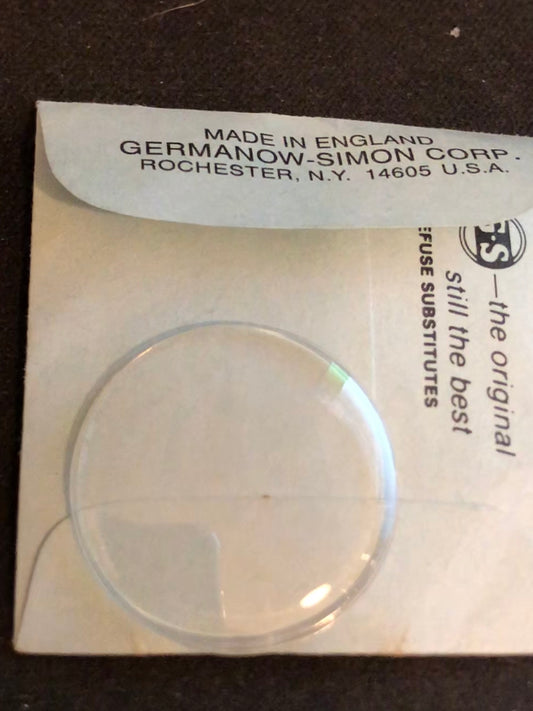 MADE IN ENGLAND
GERMANOW-SIMON CORP.
ROCHESTER, N.Y. 14605 U.S.A.
G·S
—the original
still the best
EFUSE SUBSTITUTES